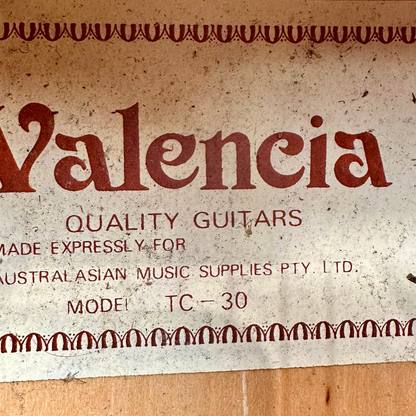 Valencia
QUALITY GUITARS
MADE EXPRESSLY FOR
AUSTRALASIAN MUSIC SUPPLIES PTY. LTD.
MODEL TC-30